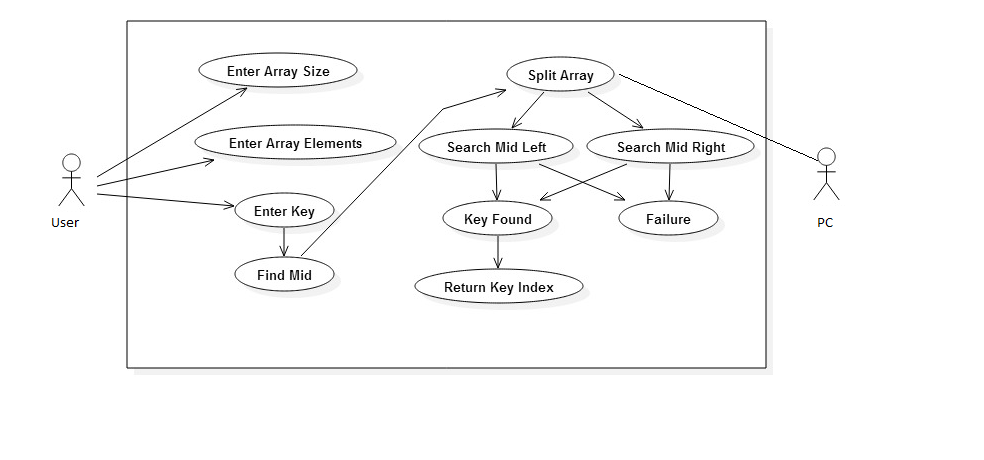 Enter Array Size
Split Array
Enter Array Elements
Search Mid Left
Search Mid Right
Enter Key
Key Found
Failure
User
PC
Find Mid
Return Key Index